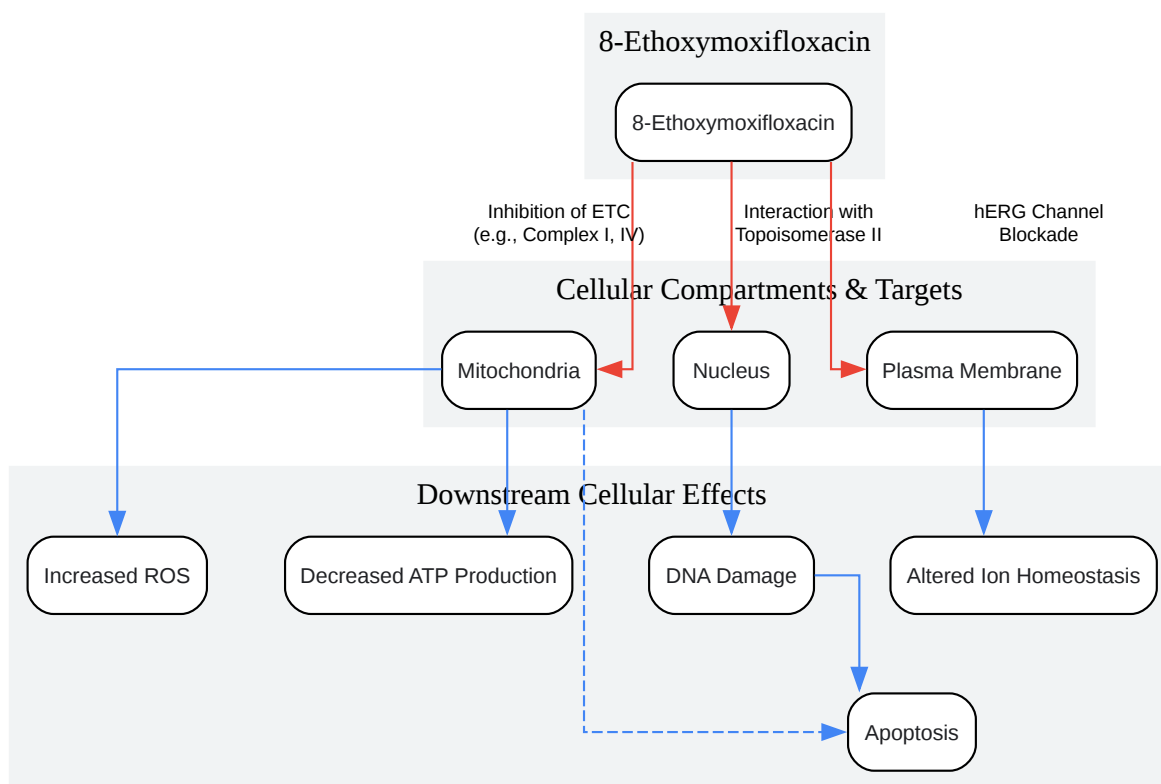 8-Ethoxymoxifloxacin
8-Ethoxymoxifloxacin
Inhibition of ETC
(e.g., Complex I, IV)
Interaction with
Topoisomerase II
hERG Channel
Blockade
Cellular Compartments & Targets
Mitochondria
Nucleus
Plasma Membrane
Downstream Cellular Effects
Increased ROS
Decreased ATP Production
DNA Damage
Altered Ion Homeostasis
Apoptosis